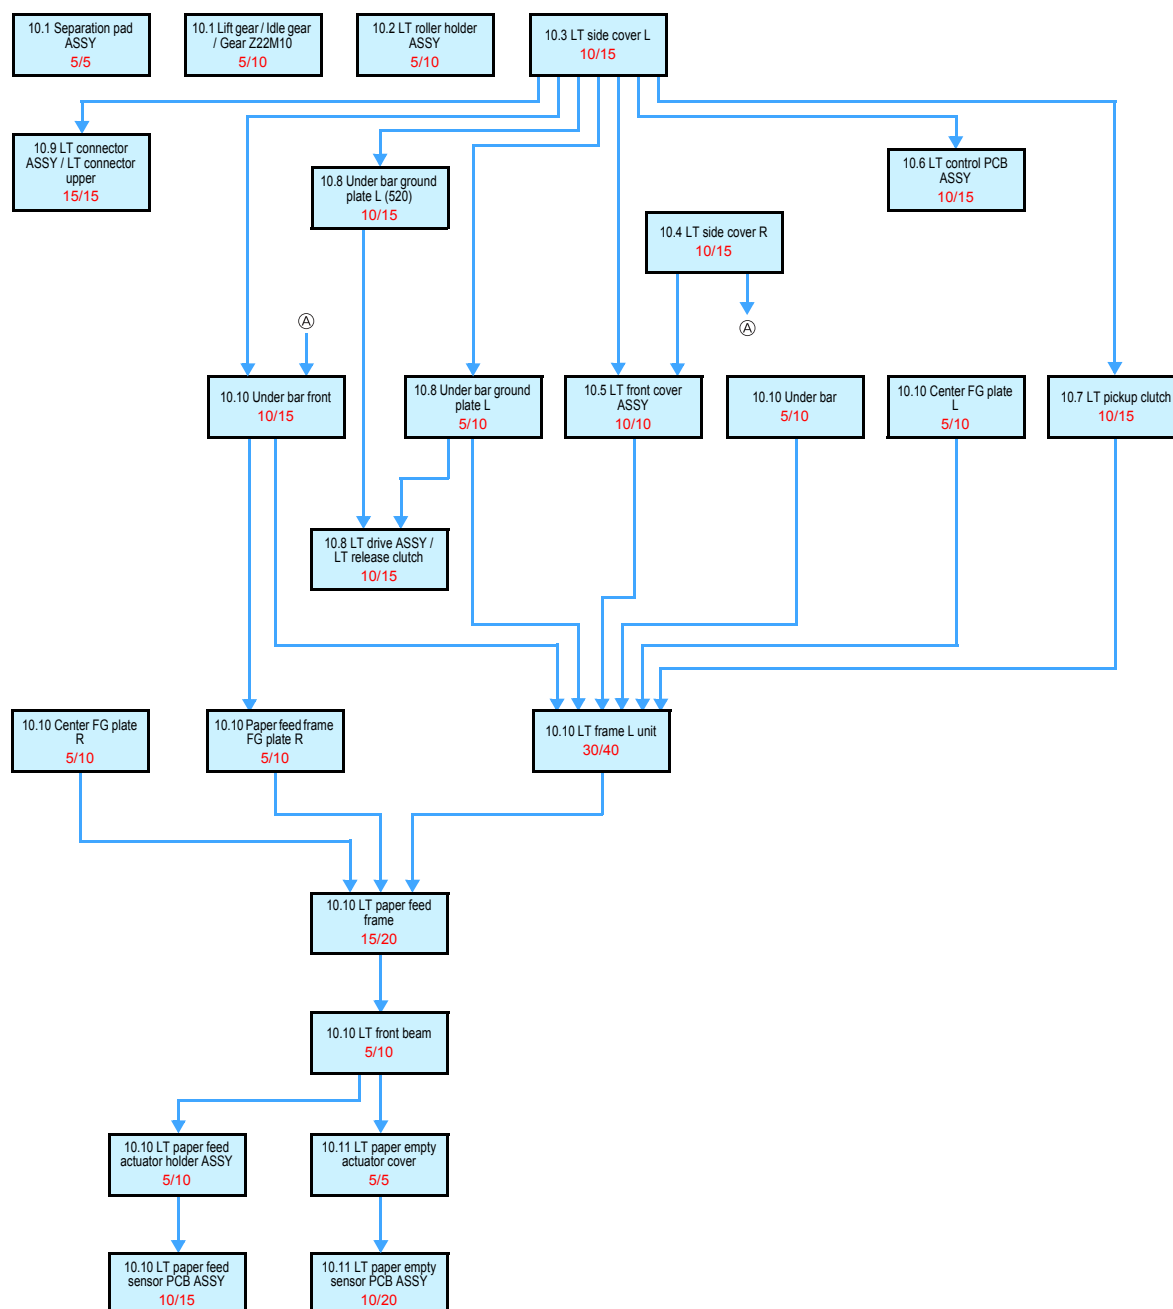 10.1 Separation pad
ASSY
5/5
10.1 Lift gear / Idle gear
/ Gear Z22M10
5/10
10.2 LT roller holder
ASSY
5/10
10.3 LT side cover L
10/15
10.9 LT connector
ASSY / LT connector
upper
15/15
10.8 Under bar ground
plate L (520)
10/15
10.6 LT control PCB
ASSY
10/15
10.4 LT side cover R
10/15
A
A
10.10 Under bar front
10/15
10.8 Under bar ground
plate L
5/10
10.5 LT front cover
ASSY
10/10
10.10 Under bar
5/10
10.10 Center FG plate
L
5/10
10.7 LT pickup clutch
10/15
10.8 LT drive ASSY /
LT release clutch
10/15
10.10 Center FG plate
R
5/10
10.10 Paper feed frame
FG plate R
5/10
10.10 LT frame L unit
30/40
10.10 LT paper feed
frame
15/20
10.10 LT front beam
5/10
10.10 LT paper feed
actuator holder ASSY
5/10
10.11 LT paper empty
actuator cover
5/5
10.10 LT paper feed
sensor PCB ASSY
10/15
10.11 LT paper empty
sensor PCB ASSY
10/20